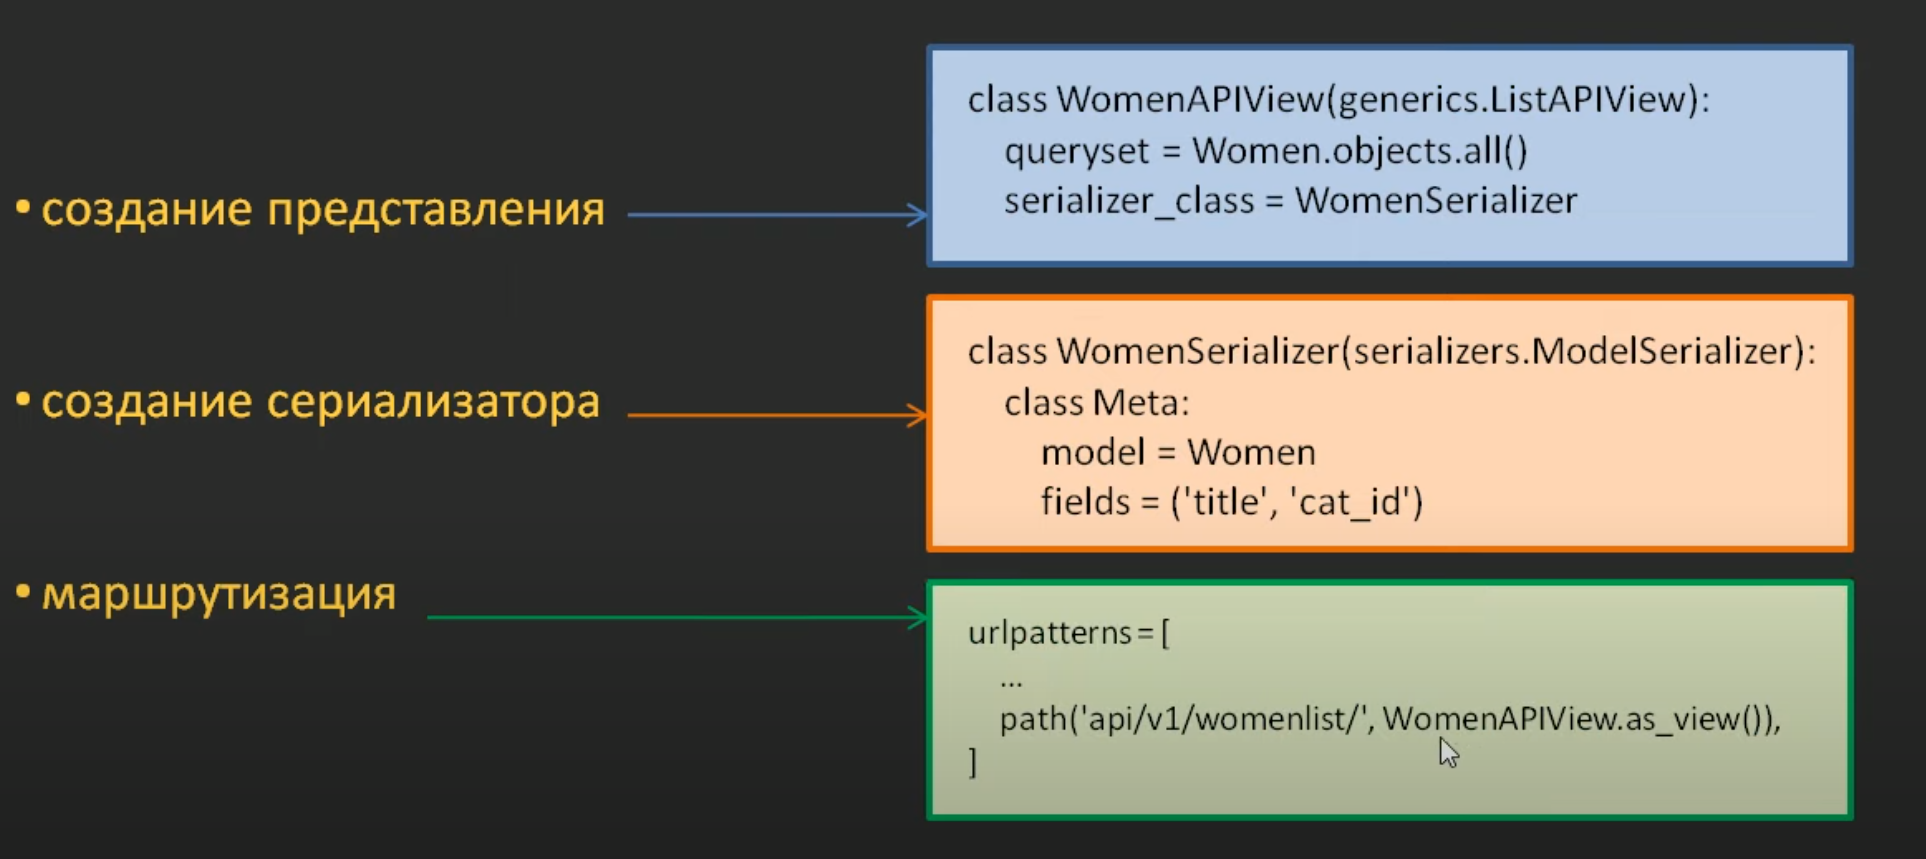 • создание представления
class WomenAPIView(generics.ListAPIView):
queryset = Women.objects.all()
serializer_class = WomenSerializer
• создание сериализатора
class WomenSerializer(serializers.ModelSerializer):
class Meta:
model = Women
fields = ('title', 'cat_id')
• маршрутизация
urlpatterns = [
...
path('api/v1/womenlist/', WomenAPIView.as_view()),
]